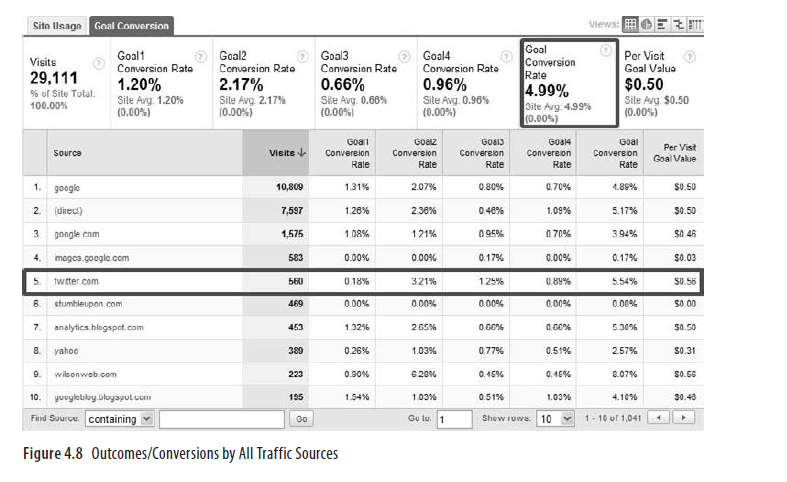 Site Usage Goal Conversion Views:
Visits
29,111
% of Site Total:
100.00%
Goal1
Conversion Rate
1.20%
Site Avg: 1.20%
(0.00%)
Goal2
Conversion Rate
2.17%
Site Avg: 2.17%
(0.00%)
Goal3
Conversion Rate
0.66%
Site Avg: 0.66%
(0.00%)
Goal4
Conversion Rate
0.96%
Site Avg: 0.96%
(0.00%)
Goal
Conversion
Rate
4.99%
Site Avg: 4.99%
(0.00%)
Per Visit
Goal Value
$0.50
Site Avg: $0.50
(0.00%)
Source Visits Goal1 Conversion Rate Goal2 Conversion Rate Goal3 Conversion Rate Goal4 Conversion Rate Goal Conversion Rate Per Visit Goal Value
1. google 10,809 1.31% 2.07% 0.80% 0.70% 4.89% $0.50
2. (direct) 7,597 1.26% 2.36% 0.46% 1.09% 5.17% $0.50
3. google.com 1,575 1.08% 1.21% 0.95% 0.70% 3.94% $0.46
4. images.google.com 583 0.00% 0.00% 0.17% 0.00% 0.17% $0.03
5. twitter.com 560 0.18% 3.21% 1.25% 0.89% 5.54% $0.56
6. stumbleupon.com 469 0.00% 0.00% 0.00% 0.00% 0.00% $0.00
7. analytics.blogspot.com 453 1.32% 2.65% 0.66% 0.66% 5.30% $0.50
8. yahoo 389 0.26% 1.03% 0.77% 0.51% 2.57% $0.31
9. wilsonweb.com 223 0.90% 6.28% 0.45% 0.45% 8.07%
10. googleblog.blogspot.com 195 1.54% 1.03% 0.51% 1.03% 4.10%
Find Source: containing Go Go to: 1 Show rows: 10 1 - 10 of 1,041
Figure 4.8 Outcomes/Conversions by All Traffic Sources